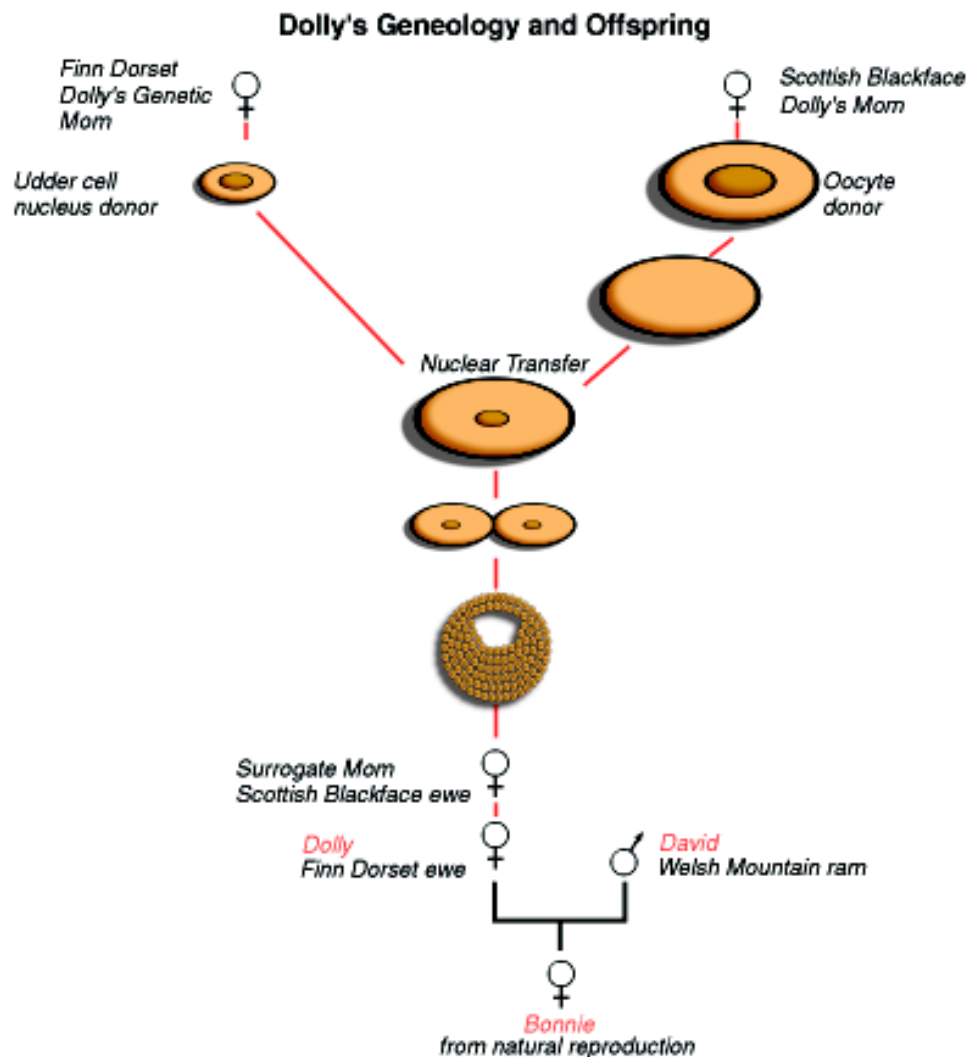 Dolly's Geneology and Offspring
Finn Dorset
Dolly's Genetic
Mom
Scottish Blackface
Dolly's Mom
Udder cell
nucleus donor
Oocyte
donor
Nuclear Transfer
Surrogate Mom
Scottish Blackface ewe
Dolly
Finn Dorset ewe
David
Welsh Mountain ram
Bonnie
from natural reproduction